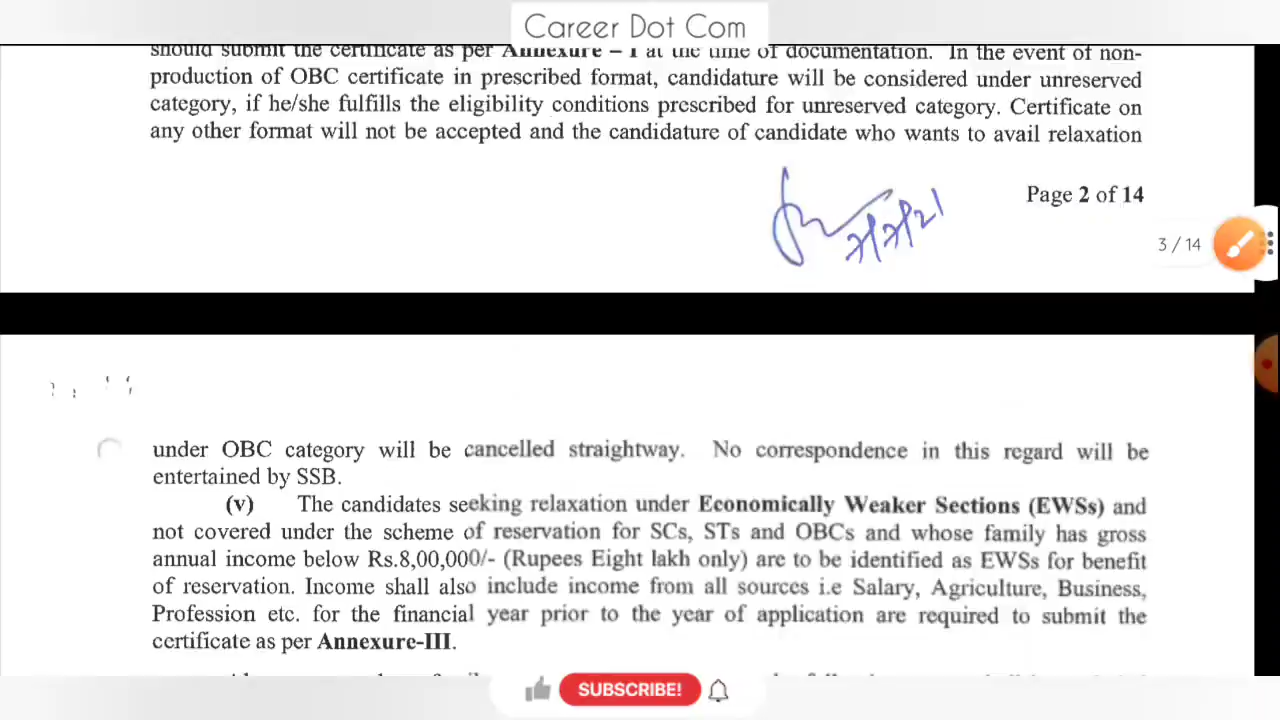 Career Dot Com
should submit the certificate as per Annexure – I at the time of documentation. In the event of non-
production of OBC certificate in prescribed format, candidature will be considered under unreserved
category, if he/she fulfills the eligibility conditions prescribed for unreserved category. Certificate on
any other format will not be accepted and the candidature of candidate who wants to avail relaxation
Page 2 of 14
7/7/21
3 / 14
under OBC category will be cancelled straightway. No correspondence in this regard will be
entertained by SSB.
(v) The candidates seeking relaxation under Economically Weaker Sections (EWSs) and
not covered under the scheme of reservation for SCs, STs and OBCs and whose family has gross
annual income below Rs.8,00,000/- (Rupees Eight lakh only) are to be identified as EWSs for benefit
of reservation. Income shall also include income from all sources i.e Salary, Agriculture, Business,
Profession etc. for the financial year prior to the year of application are required to submit the
certificate as per Annexure-III.
SUBSCRIBE!